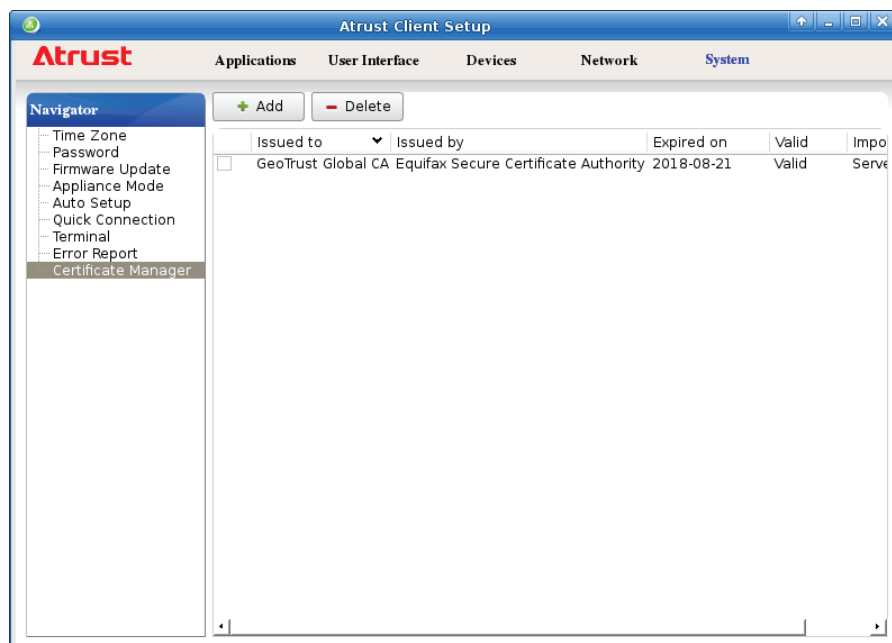 Atrust Client Setup
Atrust
Applications User Interface Devices Network System
Navigator
Time Zone
Password
Firmware Update
Appliance Mode
Auto Setup
Quick Connection
Terminal
Error Report
Certificate Manager
Add Delete
Issued to Issued by Expired on Valid Impo
GeoTrust Global CA Equifax Secure Certificate Authority 2018-08-21 Valid Serve